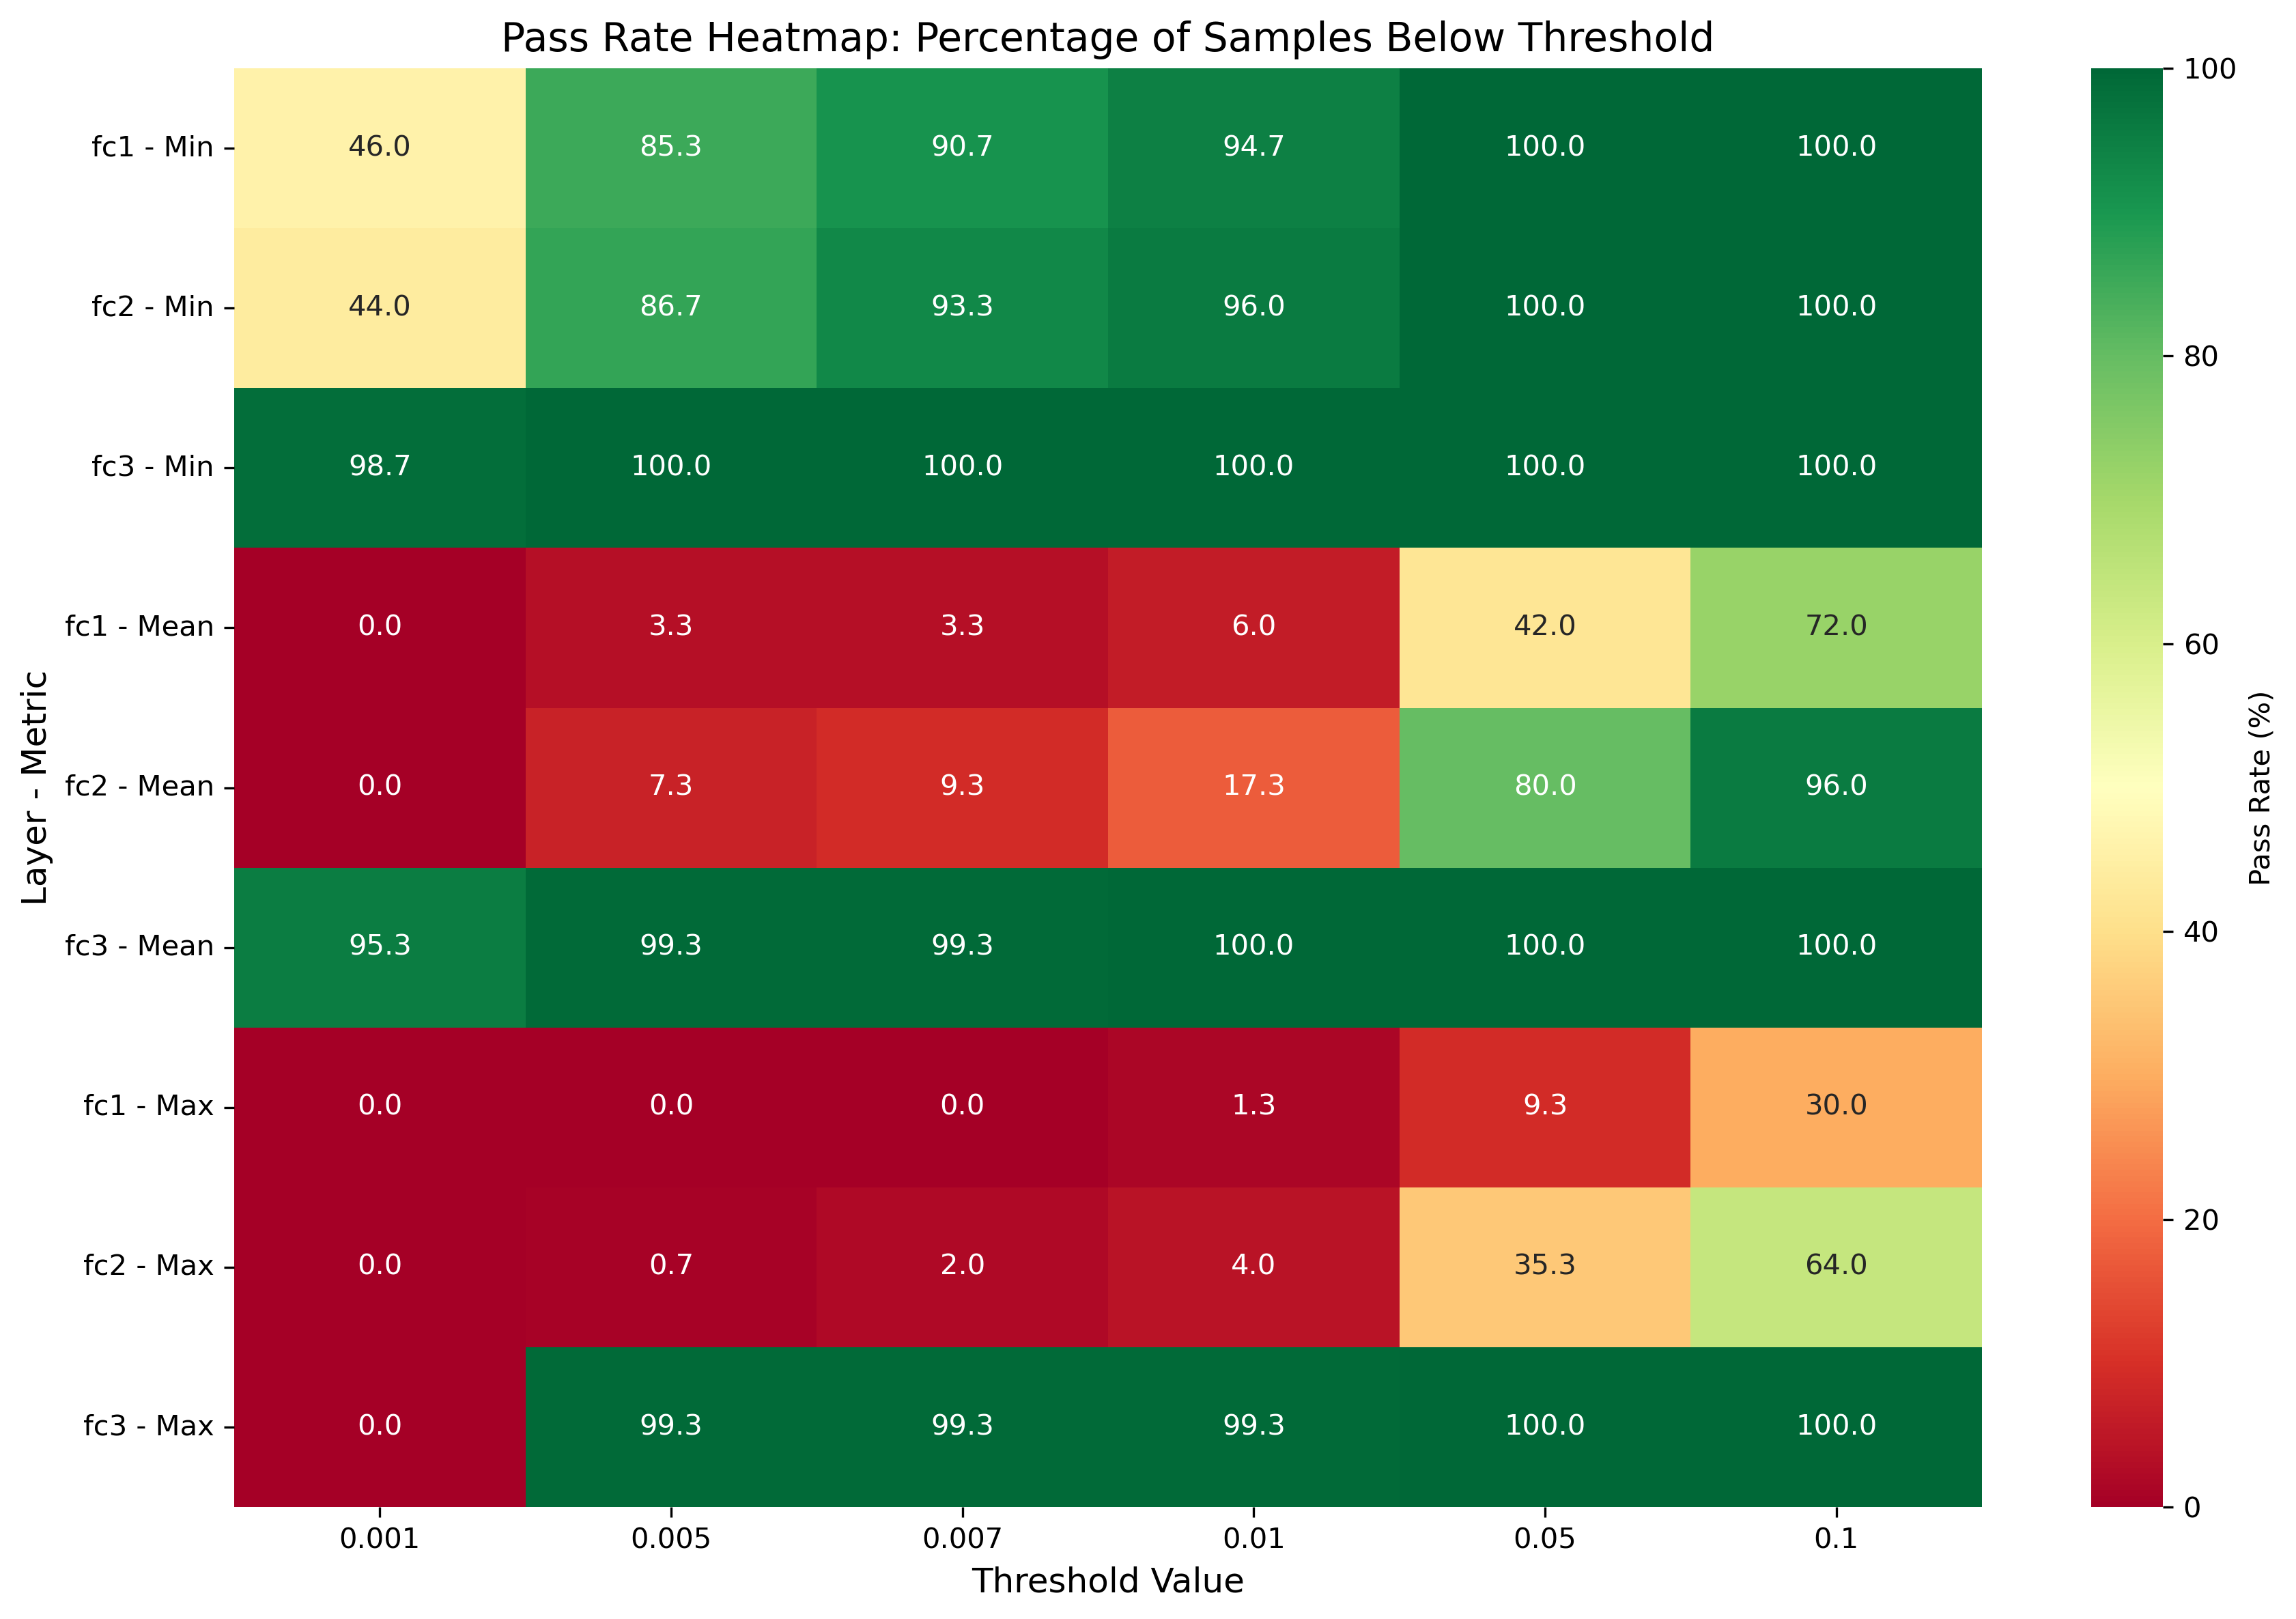 Pass Rate Heatmap: Percentage of Samples Below Threshold
fc1 - Min 46.0 85.3 90.7 94.7 100.0 100.0
fc2 - Min 44.0 86.7 93.3 96.0 100.0 100.0
fc3 - Min 98.7 100.0 100.0 100.0 100.0 100.0
fc1 - Mean 0.0 3.3 3.3 6.0 42.0 72.0
fc2 - Mean 0.0 7.3 9.3 17.3 80.0 96.0
fc3 - Mean 95.3 99.3 99.3 100.0 100.0 100.0
fc1 - Max 0.0 0.0 0.0 1.3 9.3 30.0
fc2 - Max 0.0 0.7 2.0 4.0 35.3 64.0
fc3 - Max 0.0 99.3 99.3 99.3 100.0 100.0
0.001 0.005 0.007 0.01 0.05 0.1
Threshold Value
Layer - Metric
100
80
60
40
20
0
Pass Rate (%)